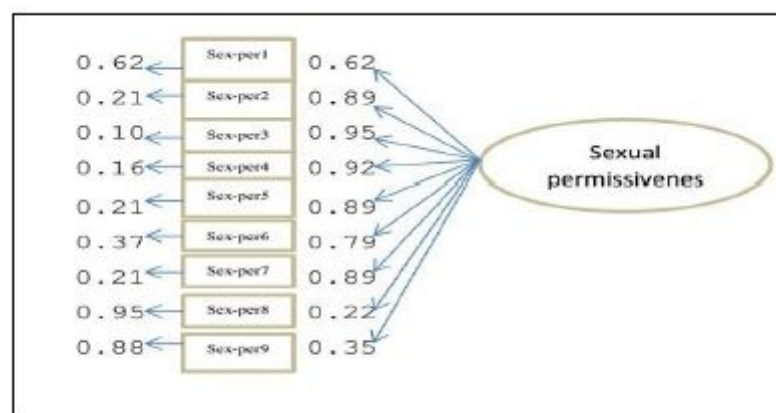 0.62 Sex-per1 0.62
0.21 Sex-per2 0.89
0.10 Sex-per3 0.95
0.16 Sex-per4 0.92
0.21 Sex-per5 0.89
0.37 Sex-per6 0.79
0.21 Sex-per7 0.89
0.95 Sex-per8 0.22
0.88 Sex-per9 0.35
Sexual
permissivenes